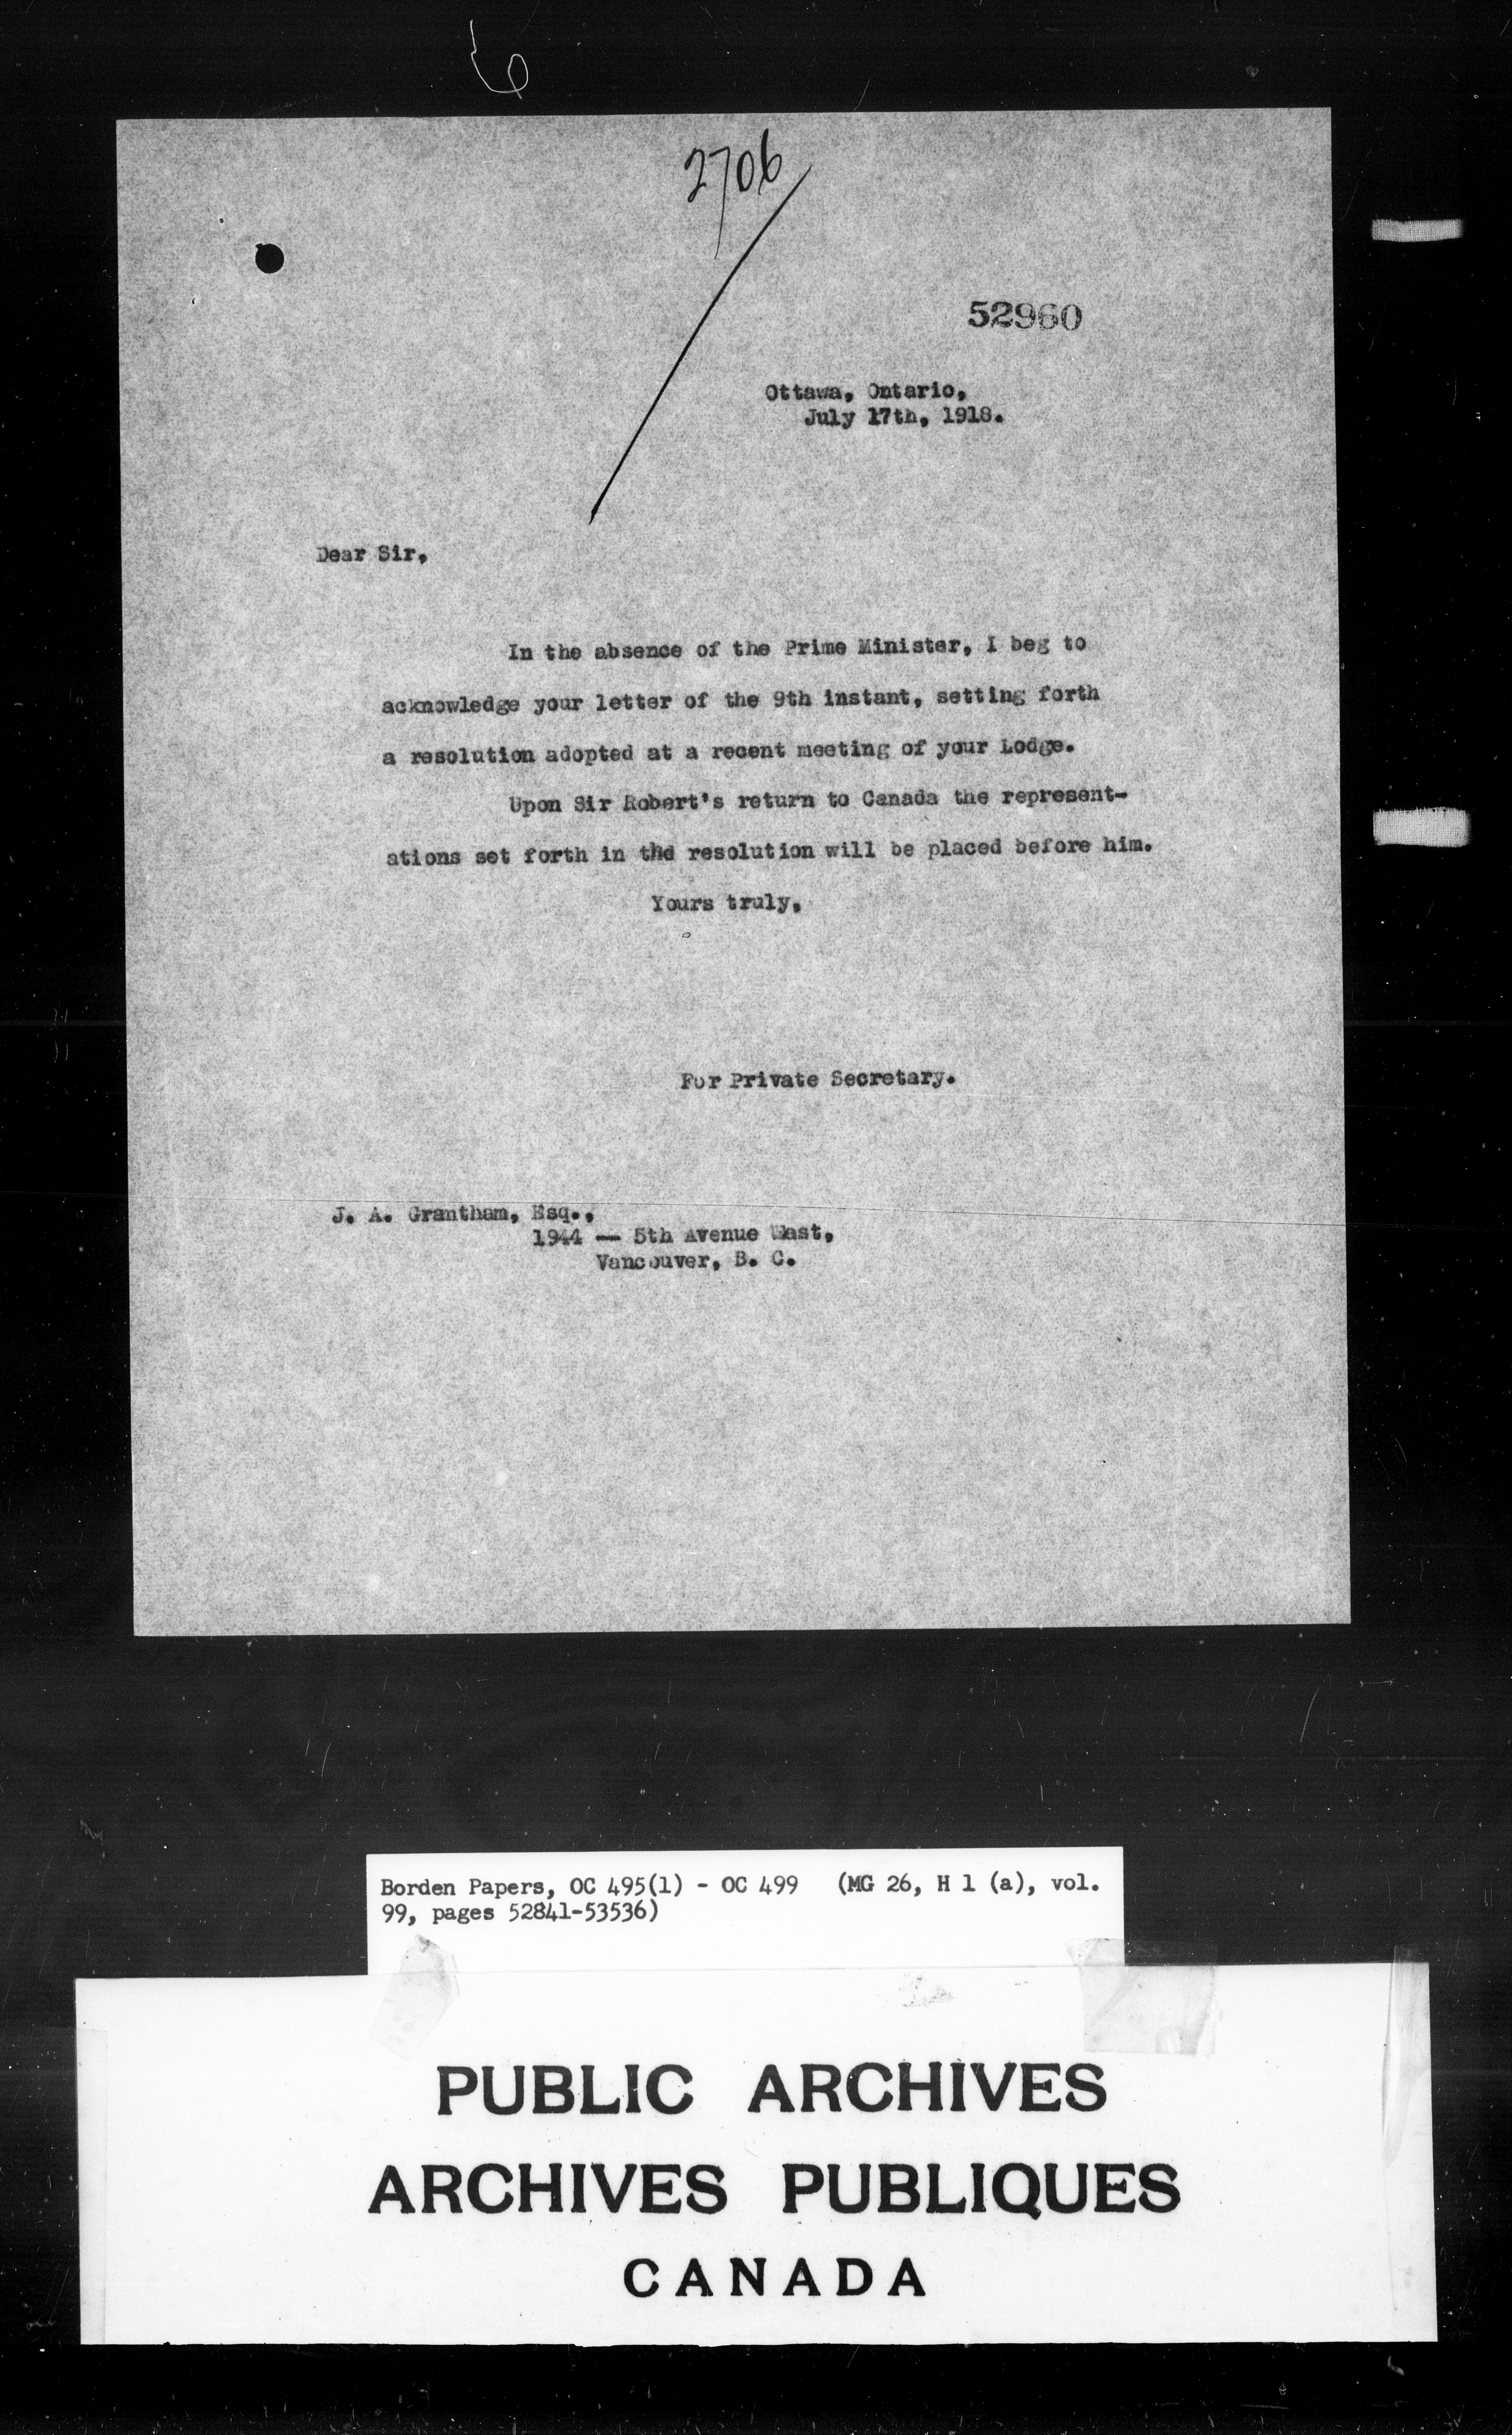 2706
52960
Ottawa, Ontario,
July 17th, 1918.
Dear Sir,
In the absence of the Prime Minister, I beg to
acknowledge your letter of the 9th instant, setting forth
a resolution adopted at a recent meeting of your Lodge.
Upon Sir Robert's return to Canada the represent-
ations set forth in the resolution will be placed before him.
Yours truly,
For Private Secretary.
J. A. Grantham, Esq.,
1944 — 5th Avenue
Vancouver, B. C.
Borden Papers, OC 495(1) - OC 499 (MG 26, H 1 (a), vol.
99, pages 52841-53536)
PUBLIC ARCHIVES
ARCHIVES PUBLIQUES
CANADA